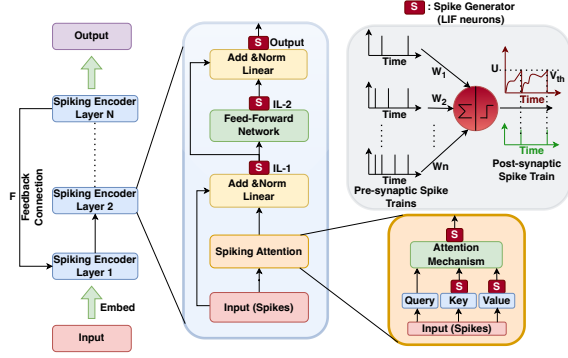 S : Spike Generator
(LIF neurons)
Output
Spiking Encoder
Layer N
F
Feedback
Connection
Spiking Encoder
Layer 2
Spiking Encoder
Layer 1
Embed
Input
S Output
Add &Norm
Linear
S IL-2
Feed-Forward
Network
S IL-1
Add &Norm
Linear
Spiking Attention
Input (Spikes)
Time
Time
Time
W1
W2
Wn
Pre-synaptic Spike
Trains
Σ
U
Vth
Time
Time
Post-synaptic
Spike Train
S
Attention
Mechanism
S
S
Query
Key
Value
Input (Spikes)